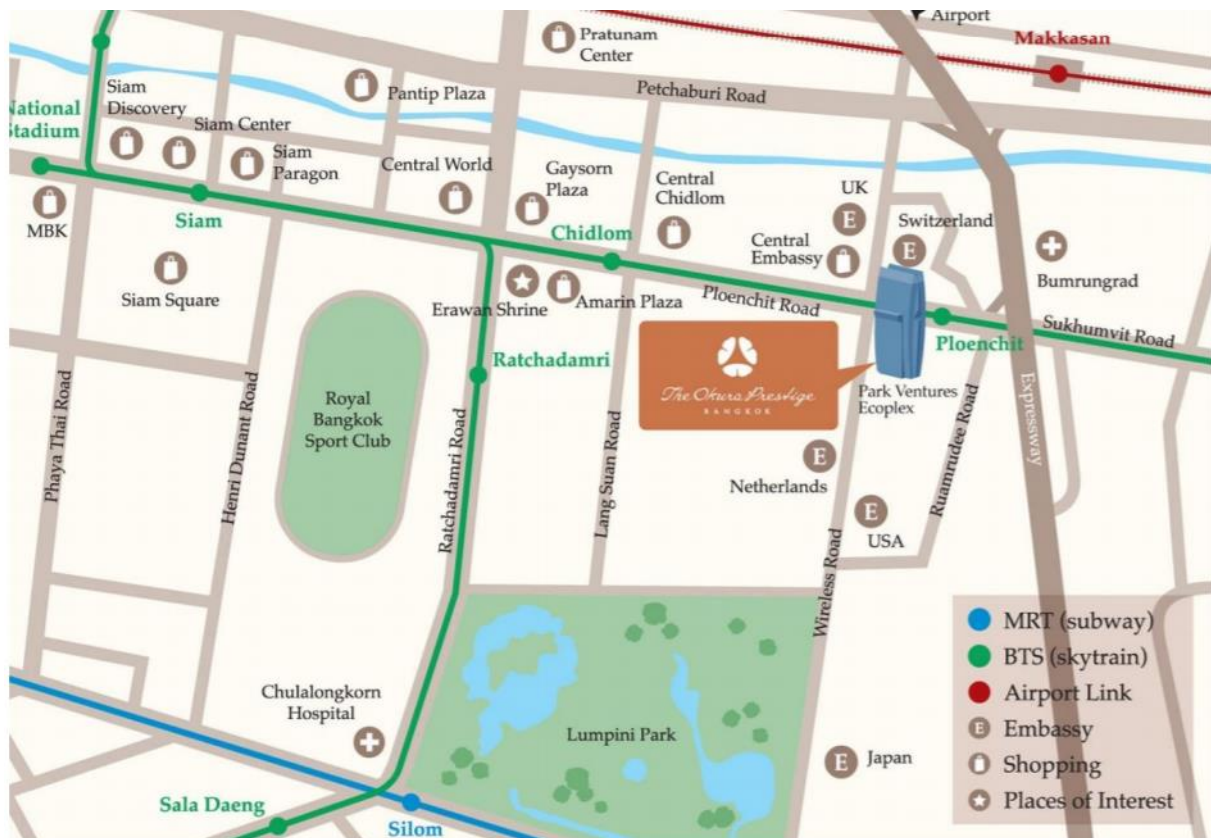 Airport
Pratunam
Center
Makkasan
Siam
Discovery
Pantip Plaza
Petchaburi Road
National
Stadium
Siam Center
Siam
Paragon
Central World
Gaysorn
Plaza
Central
Chidlom
UK
Switzerland
MBK
Siam
Chidlom
Central
Embassy
Bumrungrad
Siam Square
Erawan Shrine
Amarin Plaza
Ploenchit Road
Ploenchit
Sukhumvit Road
Ratchadamri
The Okura Prestige
BANGKOK
Park Ventures
Ecoplex
Royal
Bangkok
Sport Club
Phaya Thai Road
Henri Dunant Road
Ratchadamri Road
Lang Suan Road
Wireless Road
Ruamrudee Road
Expressway
Netherlands
E
USA
E
E
E
MRT (subway)
BTS (skytrain)
Airport Link
E
Embassy
Shopping
Places of Interest
Chulalongkorn
Hospital
Lumpini Park
E
Japan
Sala Daeng
Silom